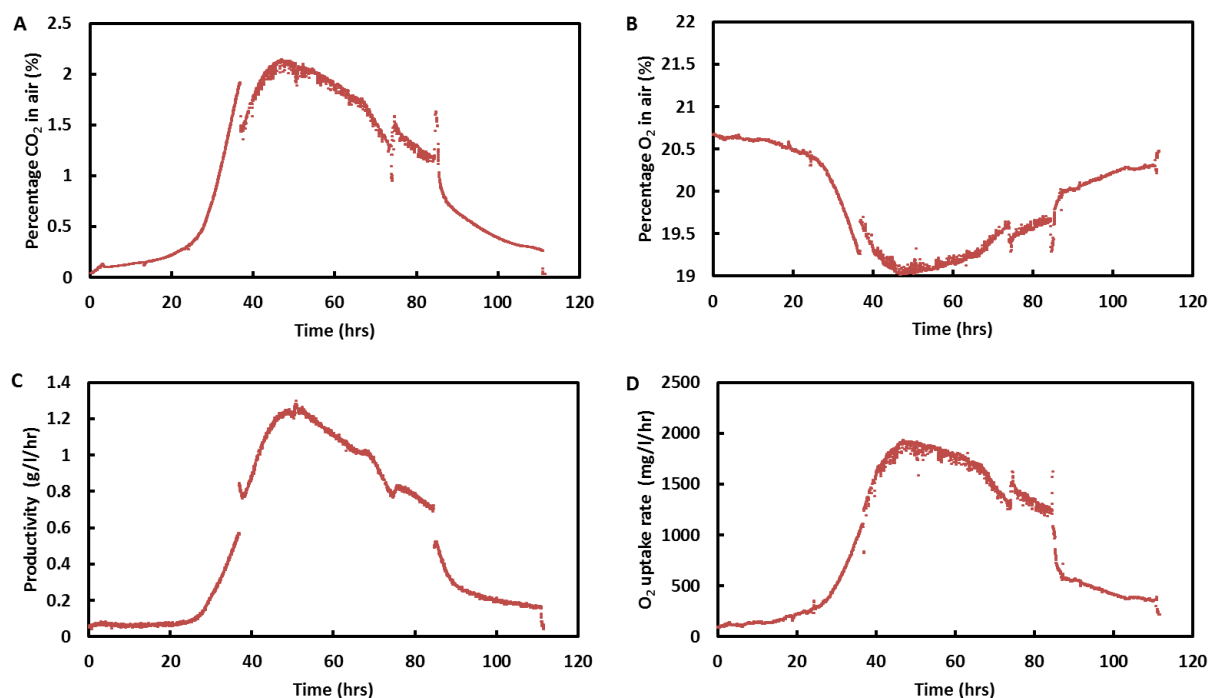 A
Percentage CO₂ in air (%)
2.5
2
1.5
1
0.5
0
0 20 40 60 80 100 120
Time (hrs)
B
Percentage O₂ in air (%)
22
21.5
21
20.5
20
19.5
19
0 20 40 60 80 100 120
Time (hrs)
C
Productivity (g/l/hr)
1.4
1.2
1
0.8
0.6
0.4
0.2
0
0 20 40 60 80 100 120
Time (hrs)
D
O₂ uptake rate (mg/l/hr)
2500
2000
1500
1000
500
0
0 20 40 60 80 100 120
Time (hrs)